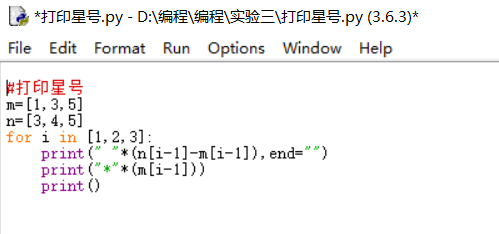 *打印星号.py - D:\编程\编程\实验三\打印星号.py (3.6.3)*
File Edit Format Run Options Window Help
#打印星号
m=[1,3,5]
n=[3,4,5]
for i in [1,2,3]:
    print(" "*(n[i-1]-m[i-1]),end="")
    print("*"*(m[i-1]))
    print()